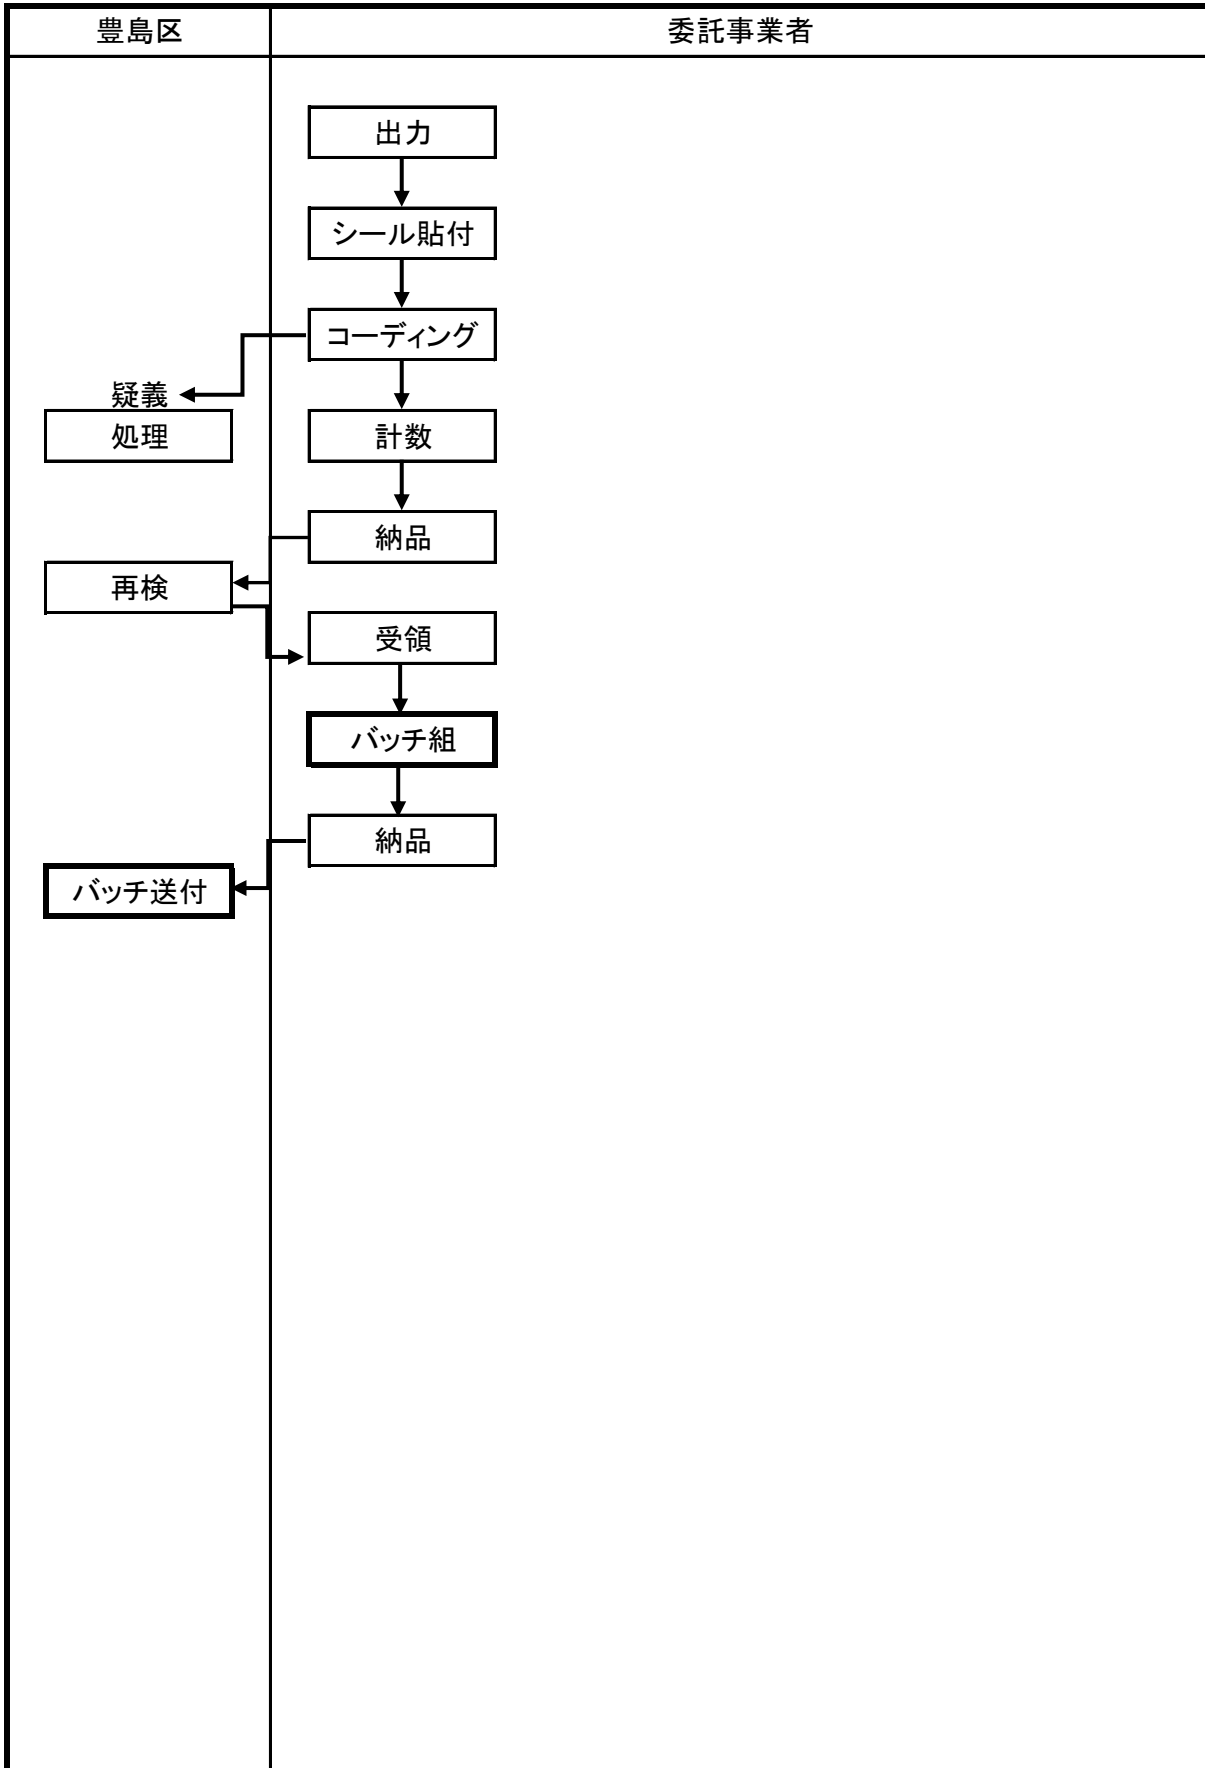 豊島区
委託事業者
出力
シール貼付
コーディング
疑義
処理
計数
納品
再検
受領
バッチ組
納品
バッチ送付